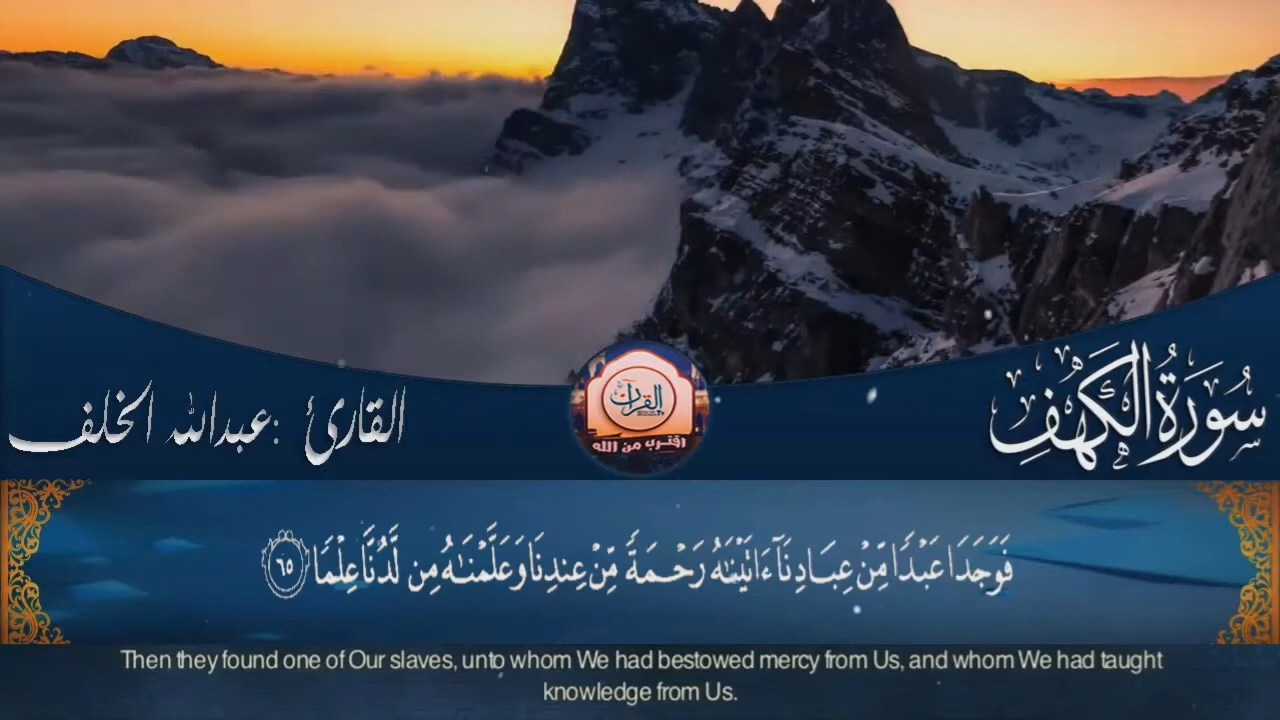 سُورَةُ الكَهْفِ
القارئ : عبدالله الخلف
القرآن
اقترب من الله
فَوَجَدَا عَبْدًا مِّنْ عِبَادِنَآ ءَاتَيْنَٰهُ رَحْمَةً مِّنْ عِندِنَا وَعَلَّمْنَٰهُ مِن لَّدُنَّا عِلْمًا ٦٥
Then they found one of Our slaves, unto whom We had bestowed mercy from Us, and whom We had taught
knowledge from Us.